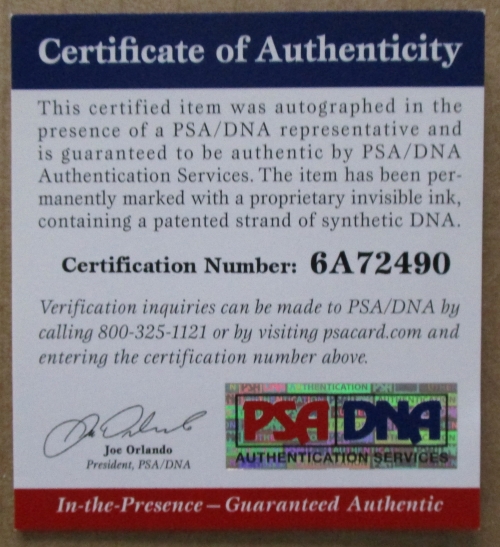 Certificate of Authenticity
This certified item was autographed in the
presence of a PSA/DNA representative and
is guaranteed to be authentic by PSA/DNA
Authentication Services. The item has been per-
manently marked with a proprietary invisible ink,
containing a patented strand of synthetic DNA.
Certification Number: 6A72490
Verification inquiries can be made to PSA/DNA by
calling 800-325-1121 or by visiting psacard.com and
entering the certification number above.
Joe Orlando
President, PSA/DNA
PSA DNA
AUTHENTICATION SERVICES
In-the-Presence – Guaranteed Authentic